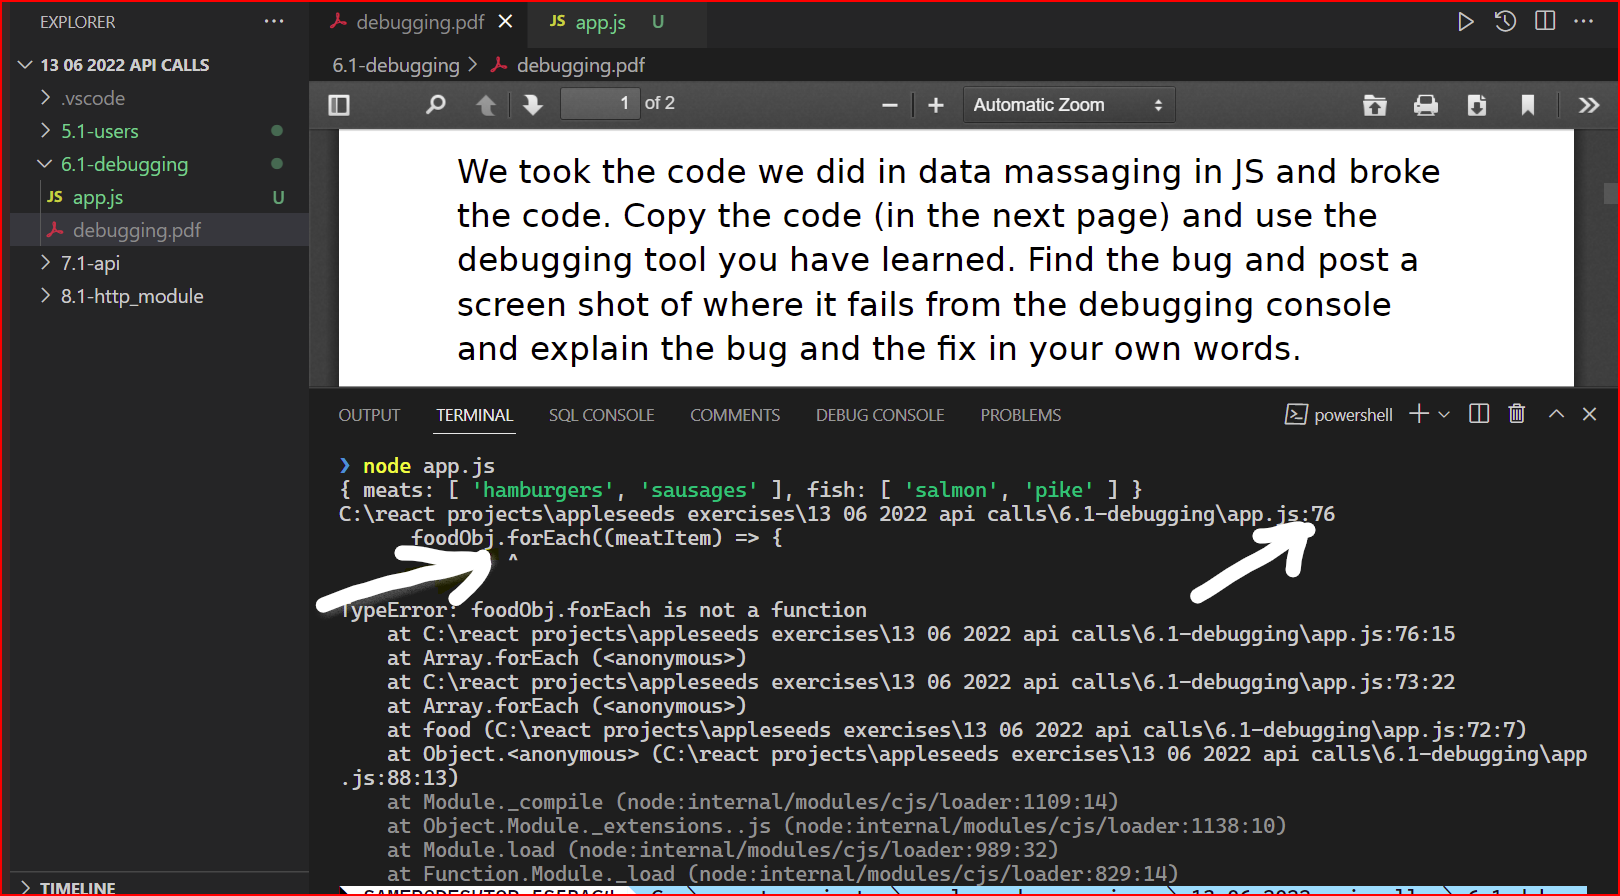 EXPLORER
13 06 2022 API CALLS
.vscode
5.1-users
6.1-debugging
JS app.js U
debugging.pdf
7.1-api
8.1-http_module
TIMELINE
debugging.pdf
JS app.js U
6.1-debugging > debugging.pdf
1 of 2
Automatic Zoom
We took the code we did in data massaging in JS and broke
the code. Copy the code (in the next page) and use the
debugging tool you have learned. Find the bug and post a
screen shot of where it fails from the debugging console
and explain the bug and the fix in your own words.
OUTPUT TERMINAL SQL CONSOLE COMMENTS DEBUG CONSOLE PROBLEMS
powershell
❯ node app.js
{ meats: [ 'hamburgers', 'sausages' ], fish: [ 'salmon', 'pike' ] }
C:\react projects\appleseeds exercises\13 06 2022 api calls\6.1-debugging\app.js:76
foodObj.forEach((meatItem) => {
^
TypeError: foodObj.forEach is not a function
at C:\react projects\appleseeds exercises\13 06 2022 api calls\6.1-debugging\app.js:76:15
at Array.forEach (<anonymous>)
at C:\react projects\appleseeds exercises\13 06 2022 api calls\6.1-debugging\app.js:73:22
at Array.forEach (<anonymous>)
at food (C:\react projects\appleseeds exercises\13 06 2022 api calls\6.1-debugging\app.js:72:7)
at Object.<anonymous> (C:\react projects\appleseeds exercises\13 06 2022 api calls\6.1-debugging\app
.js:88:13)
at Module._compile (node:internal/modules/cjs/loader:1109:14)
at Object.Module._extensions..js (node:internal/modules/cjs/loader:1138:10)
at Module.load (node:internal/modules/cjs/loader:989:32)
at Function.Module._load (node:internal/modules/cjs/loader:829:14)